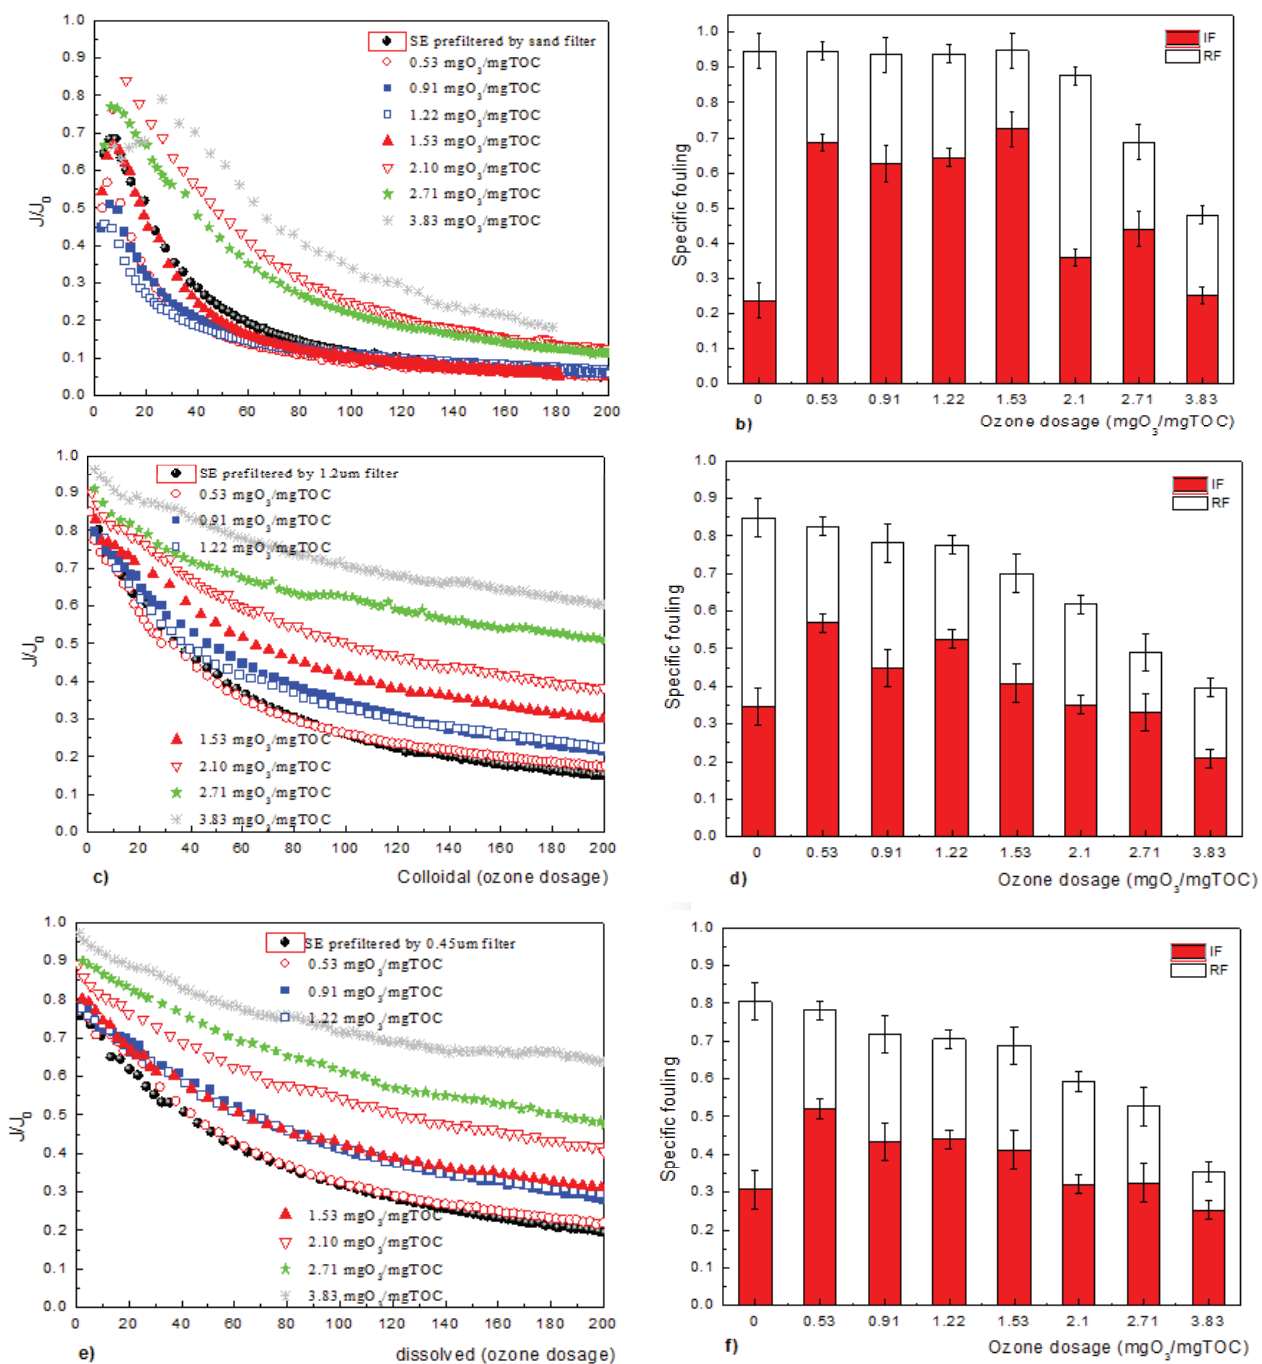 1.0
0.9
0.8
0.7
0.6
0.5
0.4
0.3
0.2
0.1
0.0
J/J0
0 20 40 60 80 100 120 140 160 180 200
SE prefiltered by sand filter
0.53 mgO3/mgTOC
0.91 mgO3/mgTOC
1.22 mgO3/mgTOC
1.53 mgO3/mgTOC
2.10 mgO3/mgTOC
2.71 mgO3/mgTOC
3.83 mgO3/mgTOC
1.0
0.9
0.8
0.7
0.6
0.5
0.4
0.3
0.2
0.1
0.0
Specific fouling
IF
RF
0 0.53 0.91 1.22 1.53 2.1 2.71 3.83
b) Ozone dosage (mgO3/mgTOC)
1.0
0.9
0.8
0.7
0.6
0.5
0.4
0.3
0.2
0.1
0.0
J/J0
SE prefiltered by 1.2um filter
0.53 mgO3/mgTOC
0.91 mgO3/mgTOC
1.22 mgO3/mgTOC
1.53 mgO3/mgTOC
2.10 mgO3/mgTOC
2.71 mgO3/mgTOC
3.83 mgO3/mgTOC
0 20 40 60 80 100 120 140 160 180 200
c) Colloidal (ozone dosage)
1.0
0.9
0.8
0.7
0.6
0.5
0.4
0.3
0.2
0.1
0.0
Specific fouling
IF
RF
0 0.53 0.91 1.22 1.53 2.1 2.71 3.83
d) Ozone dosage (mgO3/mgTOC)
1.0
0.9
0.8
0.7
0.6
0.5
0.4
0.3
0.2
0.1
0.0
J/J0
SE prefiltered by 0.45um filter
0.53 mgO3/mgTOC
0.91 mgO3/mgTOC
1.22 mgO3/mgTOC
1.53 mgO3/mgTOC
2.10 mgO3/mgTOC
2.71 mgO3/mgTOC
3.83 mgO3/mgTOC
0 20 40 60 80 100 120 140 160 180 200
e) dissolved (ozone dosage)
1.0
0.9
0.8
0.7
0.6
0.5
0.4
0.3
0.2
0.1
0.0
Specific fouling
IF
RF
0 0.53 0.91 1.22 1.53 2.1 2.71 3.83
f) Ozone dosage (mgO3/mgTOC)